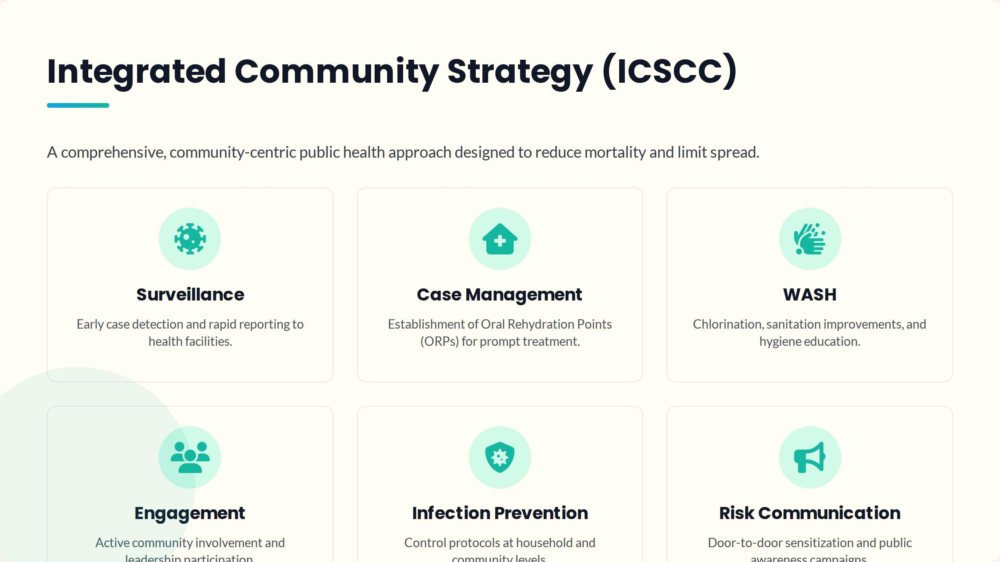 Integrated Community Strategy (ICSCC)
A comprehensive, community-centric public health approach designed to reduce mortality and limit spread.
Surveillance
Early case detection and rapid reporting to
health facilities.
Case Management
Establishment of Oral Rehydration Points
(ORPs) for prompt treatment.
WASH
Chlorination, sanitation improvements, and
hygiene education.
Engagement
Active community involvement and
leadership participation.
Infection Prevention
Control protocols at household and
community levels.
Risk Communication
Door-to-door sensitization and public
awareness campaigns.